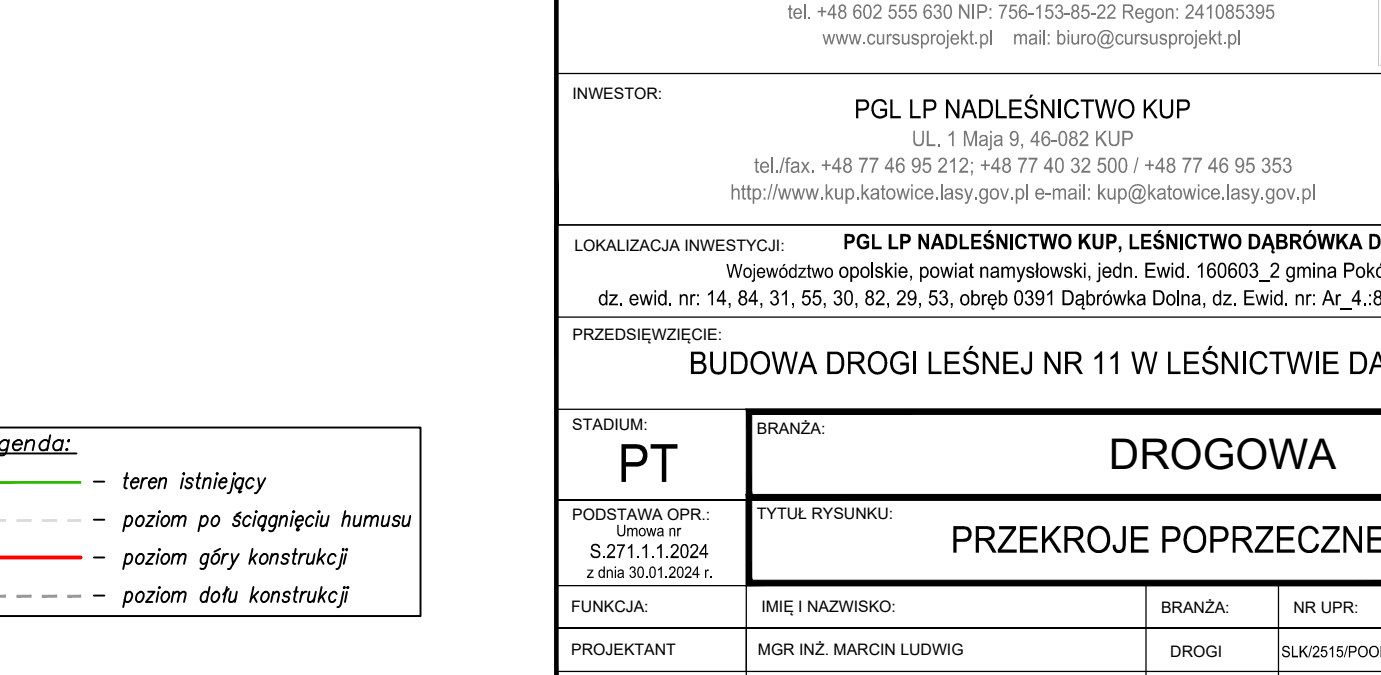 tel. +48 602 555 630 NIP: 756-153-85-22 Regon: 241085395
www.cursusprojekt.pl mail: biuro@cursusprojekt.pl
INWESTOR:
PGL LP NADLEŚNICTWO KUP
UL. 1 Maja 9, 46-082 KUP
tel./fax. +48 77 46 95 212; +48 77 40 32 500 / +48 77 46 95 353
http://www.kup.katowice.lasy.gov.pl e-mail: kup@katowice.lasy.gov.pl
LOKALIZACJA INWESTYCJI: PGL LP NADLEŚNICTWO KUP, LEŚNICTWO DĄBRÓWKA D
Województwo opolskie, powiat namysłowski, jedn. Ewid. 160603_2 gmina Pokó
dz. ewid. nr: 14, 84, 31, 55, 30, 82, 29, 53, obręb 0391 Dąbrówka Dolna, dz. Ewid. nr: Ar_4.:8
PRZEDSIĘWZIĘCIE:
BUDOWA DROGI LEŚNEJ NR 11 W LEŚNICTWIE DĄ
STADIUM:
PT
BRANŻA:
DROGOWA
PODSTAWA OPR.:
Umowa nr
S.271.1.1.2024
z dnia 30.01.2024 r.
TYTUŁ RYSUNKU:
PRZEKROJE POPRZECZNE
FUNKCJA: IMIĘ I NAZWISKO: BRANŻA: NR UPR:
PROJEKTANT MGR INŻ. MARCIN LUDWIG DROGI SLK/2515/POO
genda:
– teren istniejący
– poziom po ściągnięciu humusu
– poziom góry konstrukcji
– poziom dołu konstrukcji